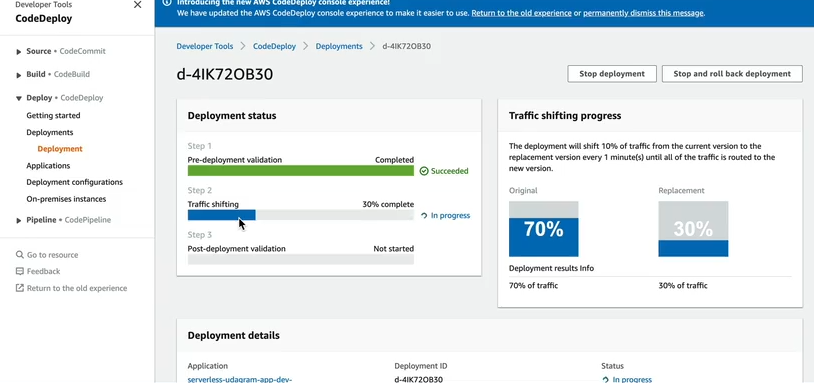 Developer Tools
CodeDeploy
Source • CodeCommit
Build • CodeBuild
Deploy • CodeDeploy
Getting started
Deployments
Deployment
Applications
Deployment configurations
On-premises instances
Pipeline • CodePipeline
Go to resource
Feedback
Return to the old experience
Introducing the new AWS CodeDeploy console experience!
We have updated the AWS CodeDeploy console experience to make it easier to use. Return to the old experience or permanently dismiss this message.
Developer Tools > CodeDeploy > Deployments > d-4IK72OB30
d-4IK72OB30
Stop deployment
Stop and roll back deployment
Deployment status
Step 1
Pre-deployment validation Completed
Succeeded
Step 2
Traffic shifting 30% complete
In progress
Step 3
Post-deployment validation Not started
Traffic shifting progress
The deployment will shift 10% of traffic from the current version to the
replacement version every 1 minute(s) until all of the traffic is routed to the
new version.
Original Replacement
70% 30%
Deployment results Info
70% of traffic 30% of traffic
Deployment details
Application Deployment ID Status
serverless-udagram-app-dev- d-4IK72OB30 In progress